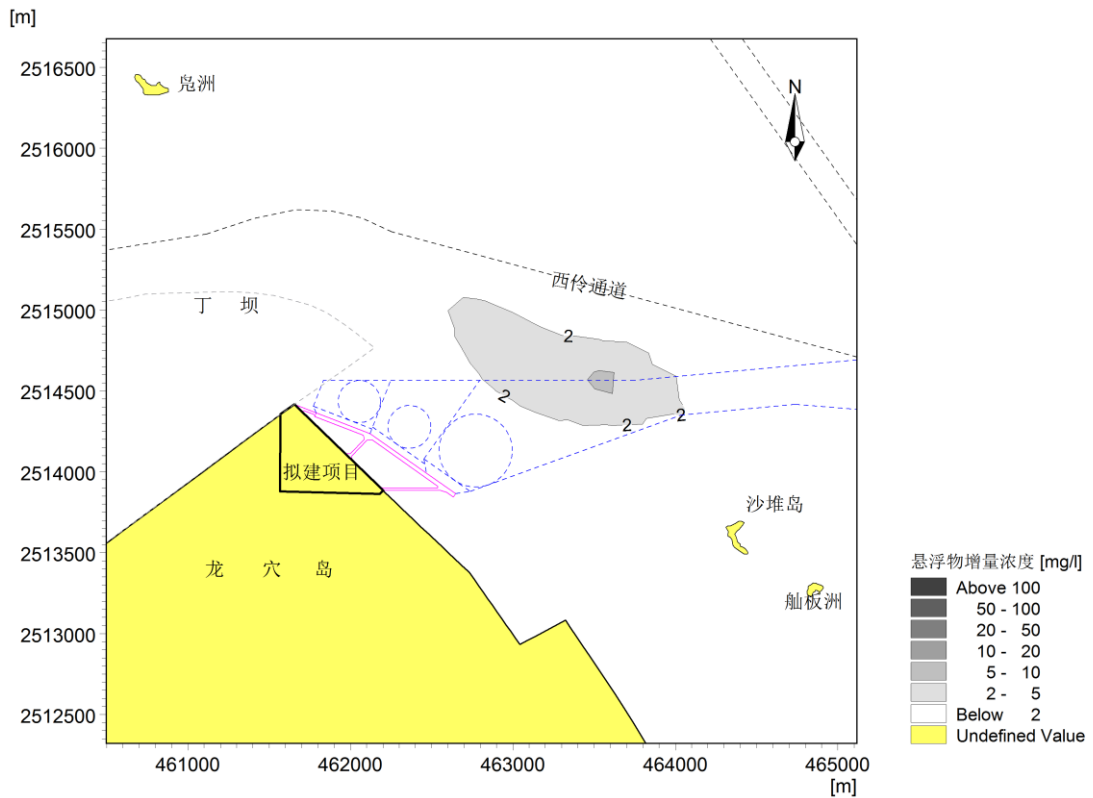 [m]
2516500
2516000
2515500
2515000
2514500
2514000
2513500
2513000
2512500
凫洲
N
西伶通道
丁 坝
2
2
2
2
拟建项目
龙 穴 岛
沙堆岛
舢板洲
461000
462000
463000
464000
465000
[m]
悬浮物增量浓度 [mg/l]
Above 100
50 - 100
20 - 50
10 - 20
5 - 10
2 - 5
Below 2
Undefined Value